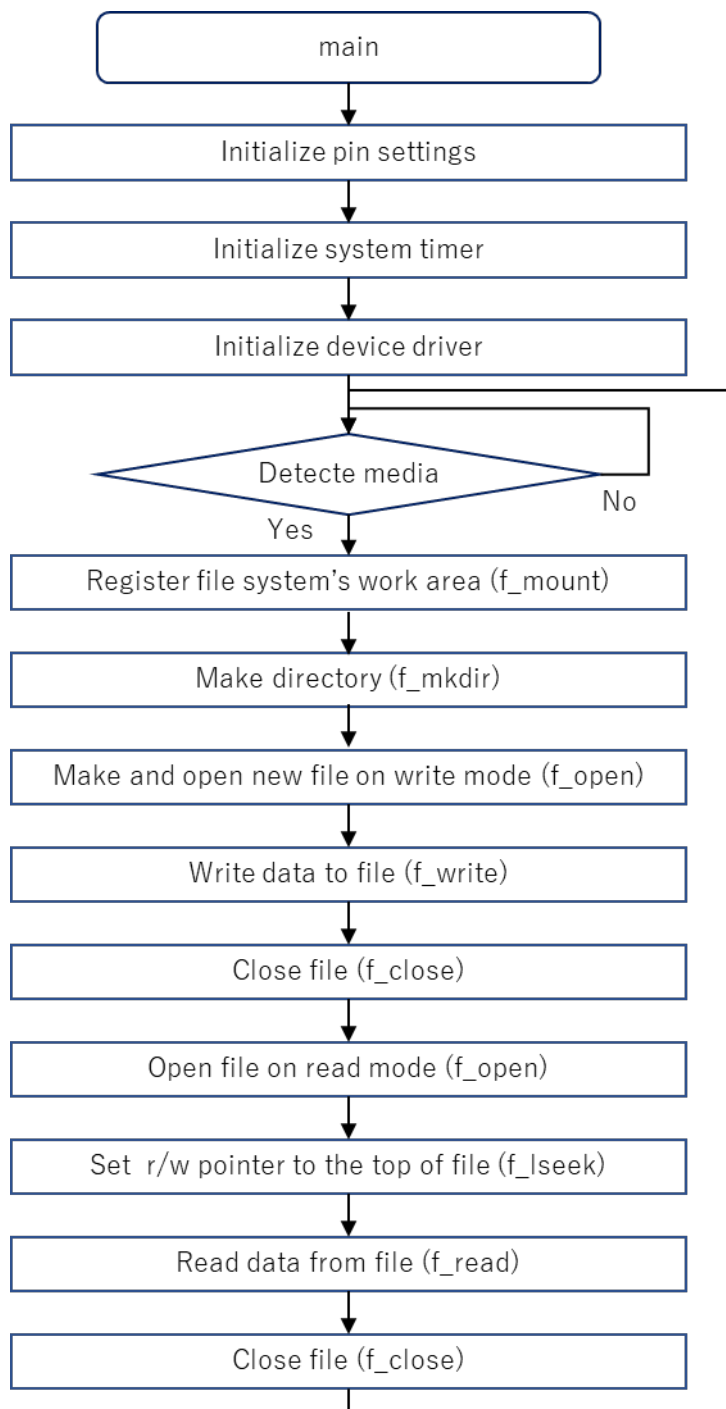 main
Initialize pin settings
Initialize system timer
Initialize device driver
Detecte media
No
Yes
Register file system’s work area (f_mount)
Make directory (f_mkdir)
Make and open new file on write mode (f_open)
Write data to file (f_write)
Close file (f_close)
Open file on read mode (f_open)
Set  r/w pointer to the top of file (f_lseek)
Read data from file (f_read)
Close file (f_close)